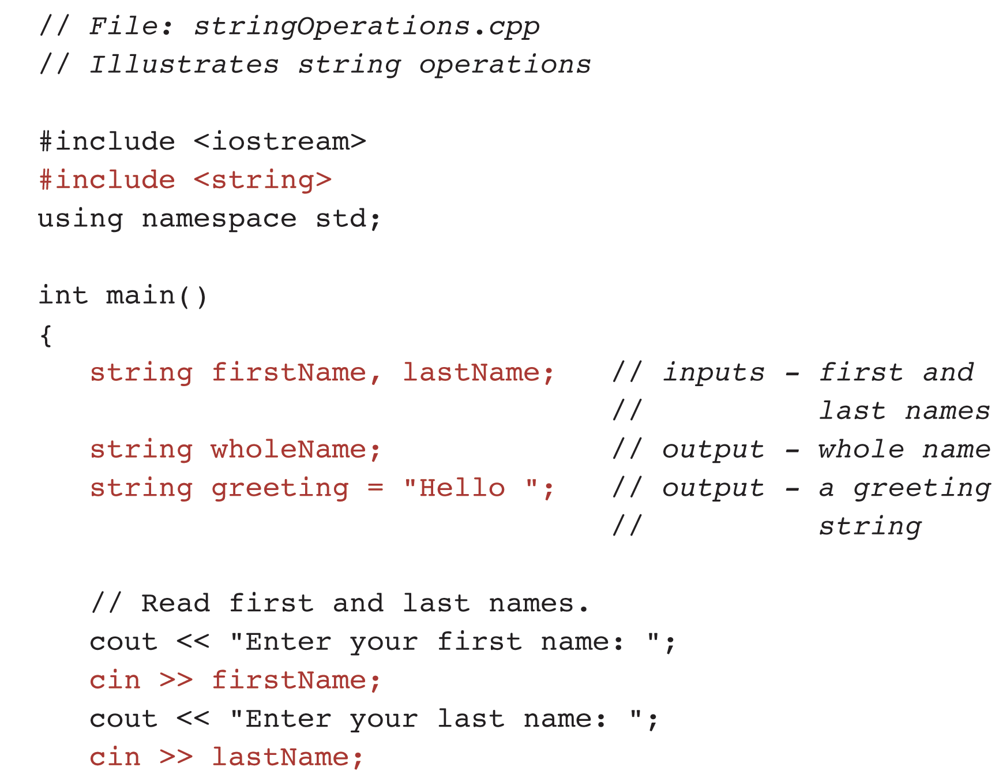 // File: stringOperations.cpp
// Illustrates string operations

#include <iostream>
#include <string>
using namespace std;

int main()
{
   string firstName, lastName;   // inputs – first and
                                 //          last names
   string wholeName;             // output – whole name
   string greeting = "Hello ";   // output – a greeting
                                 //          string

   // Read first and last names.
   cout << "Enter your first name: ";
   cin >> firstName;
   cout << "Enter your last name: ";
   cin >> lastName;